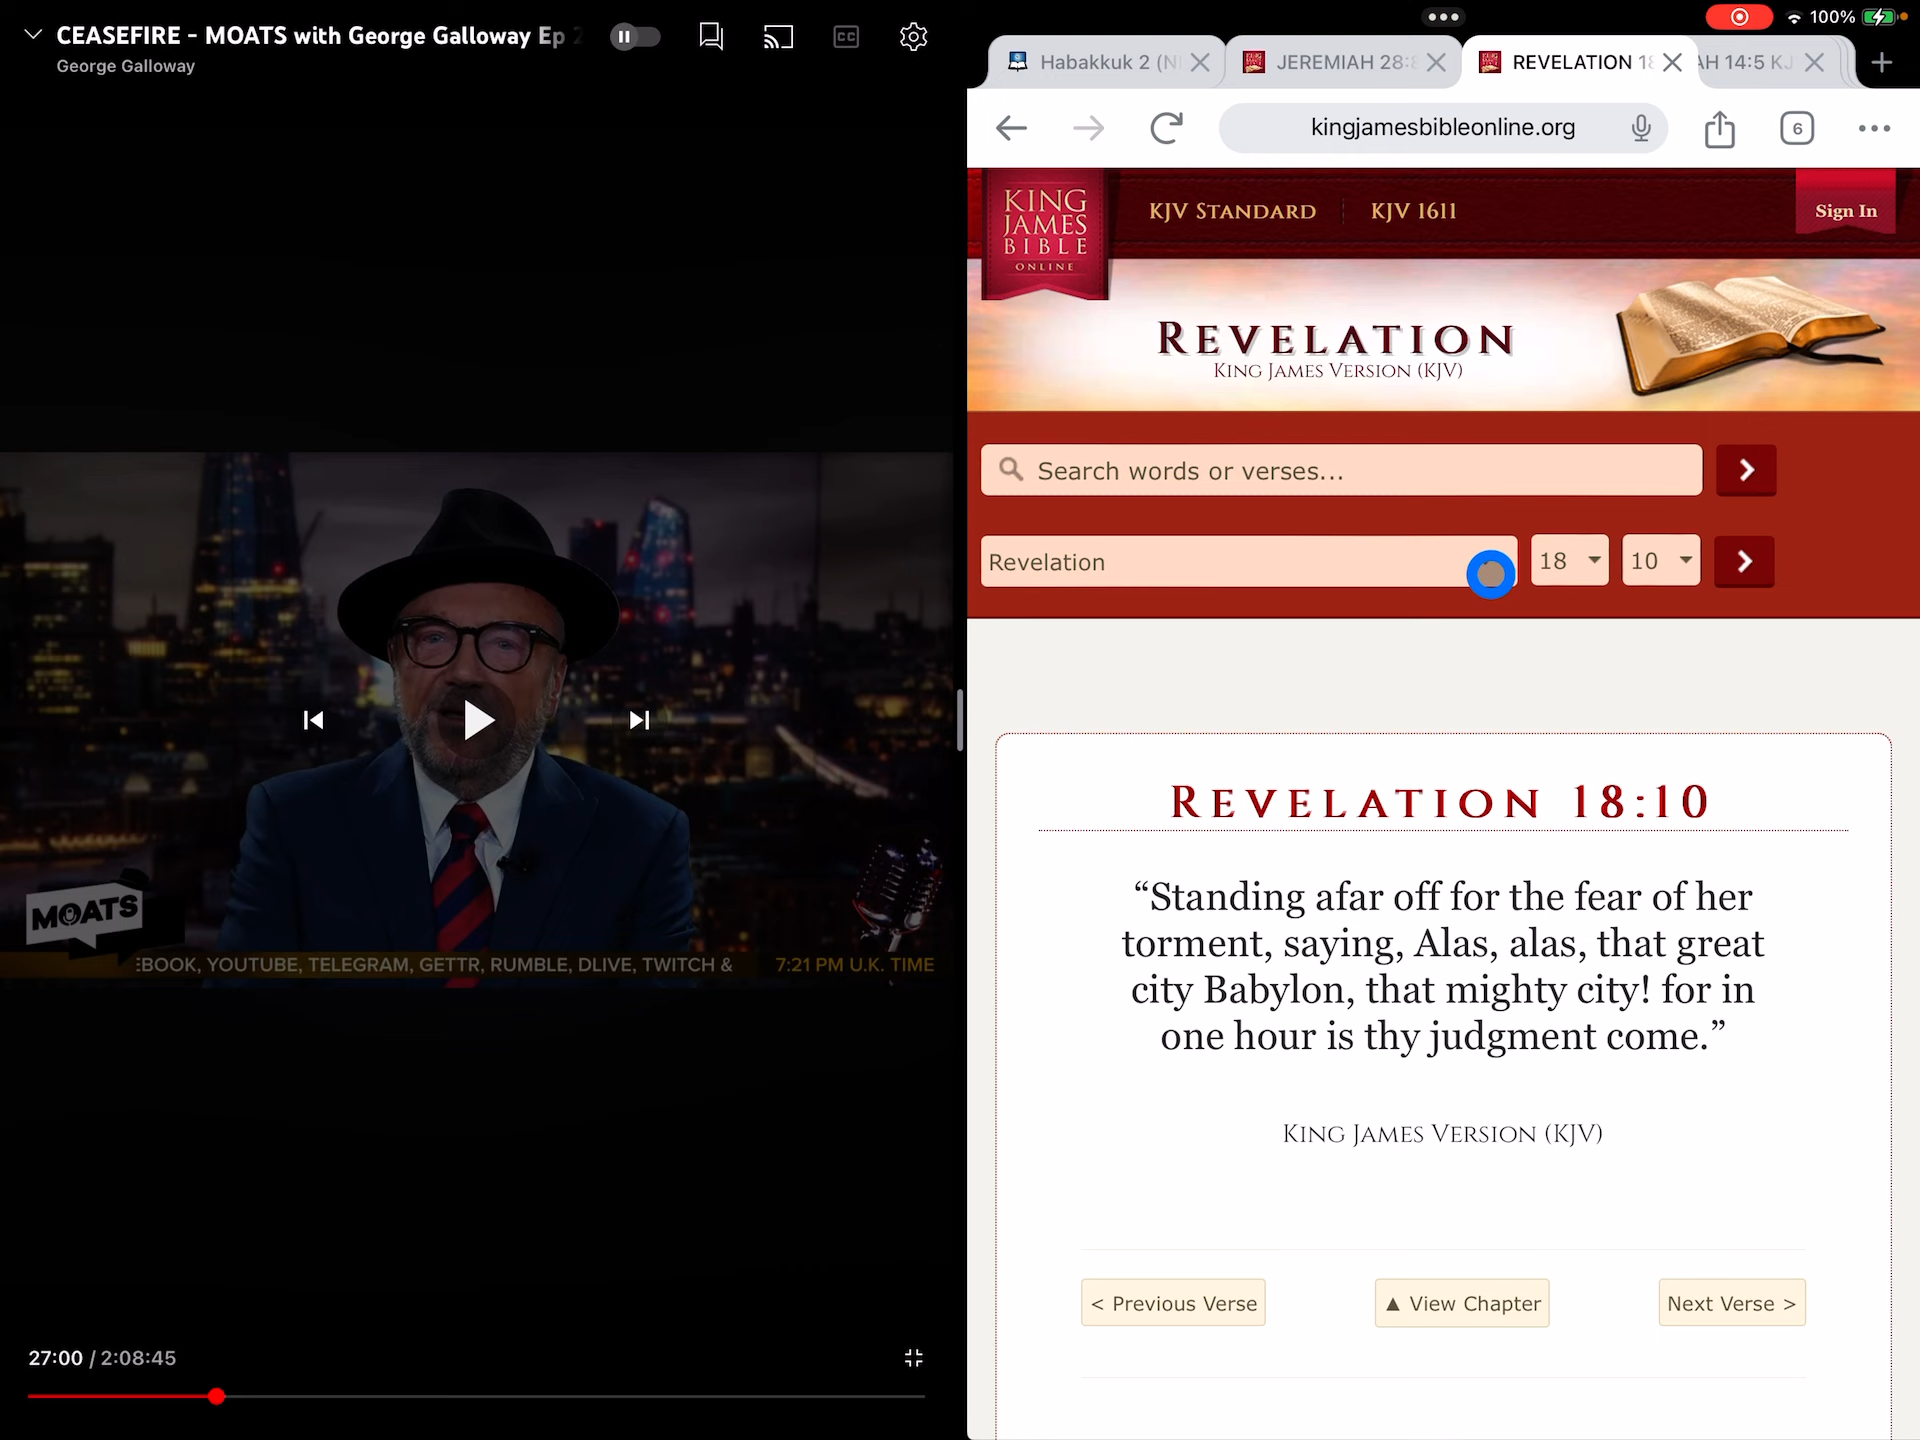 CEASEFIRE - MOATS with George Galloway Ep
George Galloway
CC
MOATS
:BOOK, YOUTUBE, TELEGRAM, GETTR, RUMBLE, DLIVE, TWITCH &
7:21 PM U.K. TIME
27:00 / 2:08:45
100%
Habakkuk 2 (N
JEREMIAH 28:
REVELATION 18
AH 14:5 KJ
kingjamesbibleonline.org
6
KING
JAMES
BIBLE
ONLINE
KJV STANDARD
KJV 1611
Sign In
REVELATION
KING JAMES VERSION (KJV)
Search words or verses...
Revelation
18
10
REVELATION 18:10
“Standing afar off for the fear of her
torment, saying, Alas, alas, that great
city Babylon, that mighty city! for in
one hour is thy judgment come.”
KING JAMES VERSION (KJV)
< Previous Verse
▲ View Chapter
Next Verse >